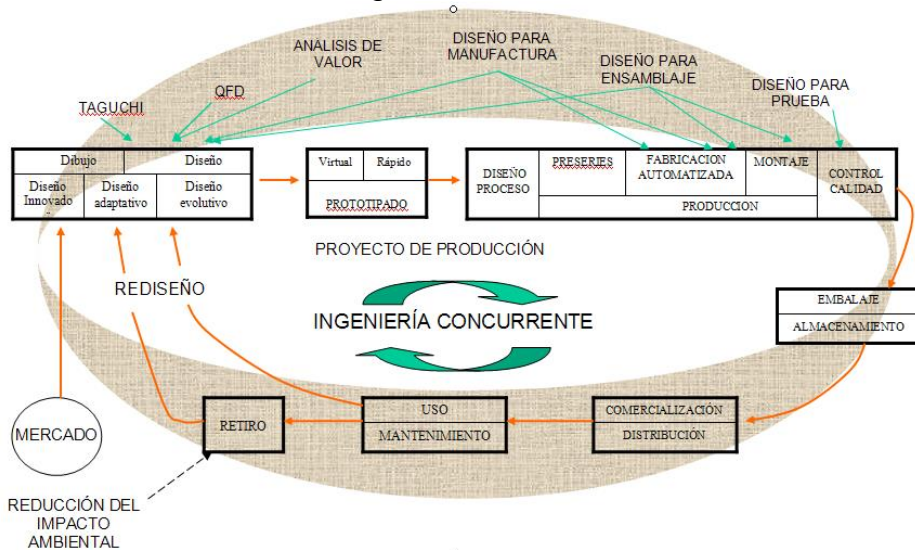 ANALISIS DE
VALOR
DISEÑO PARA
MANUFACTURA
DISEÑO PARA
ENSAMBLAJE
DISEÑO PARA
PRUEBA
QFD
TAGUCHI
Dibujo
Diseño
Diseño
Innovado
Diseño
adaptativo
Diseño
evolutivo
Virtual
Rápido
PROTOTIPADO
DISEÑO
PROCESO
PRESERIES
FABRICACION
AUTOMATIZADA
MONTAJE
PRODUCCION
CONTROL
CALIDAD
PROYECTO DE PRODUCCIÓN
REDISEÑO
INGENIERÍA CONCURRENTE
EMBALAJE
ALMACENAMIENTO
MERCADO
RETIRO
USO
MANTENIMIENTO
COMERCIALIZACIÓN
DISTRIBUCIÓN
REDUCCIÓN DEL
IMPACTO
AMBIENTAL